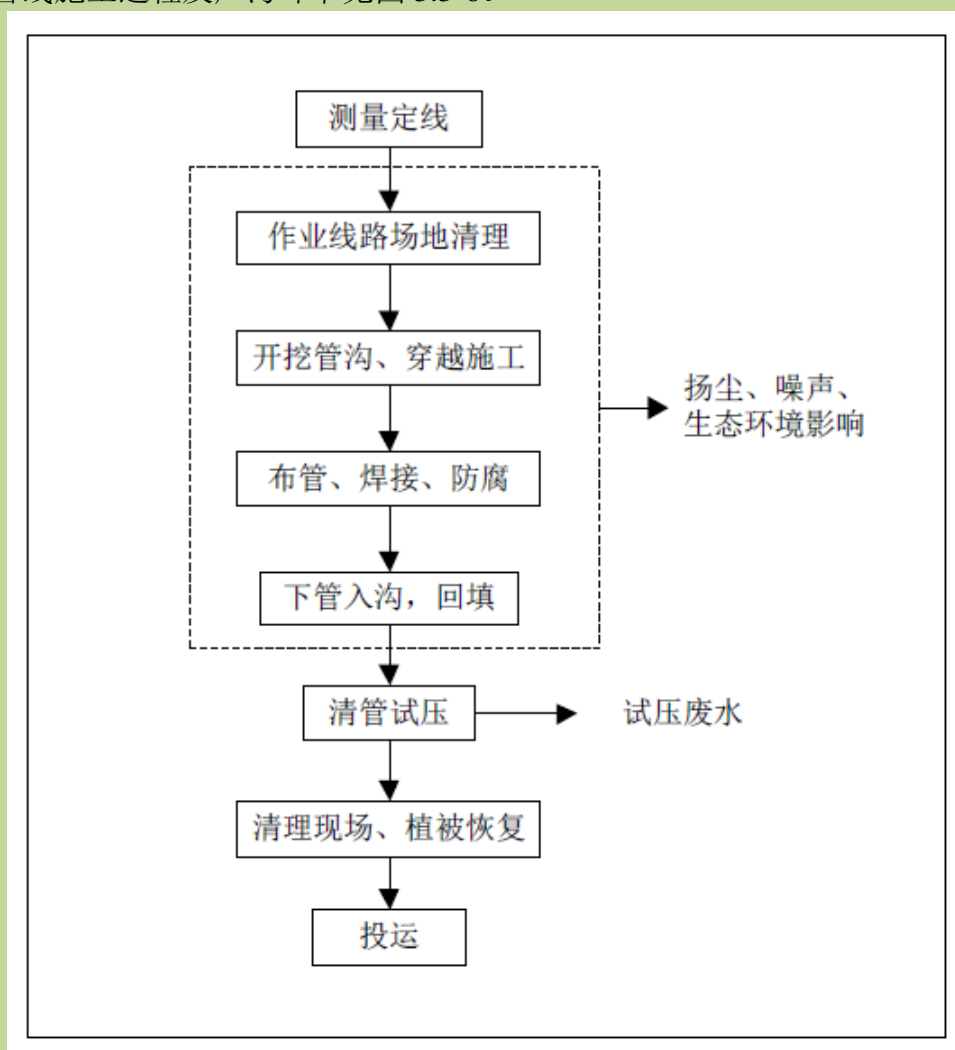 测量定线
作业线路场地清理
开挖管沟、穿越施工
扬尘、噪声、
生态环境影响
布管、焊接、防腐
下管入沟，回填
清管试压
试压废水
清理现场、植被恢复
投运